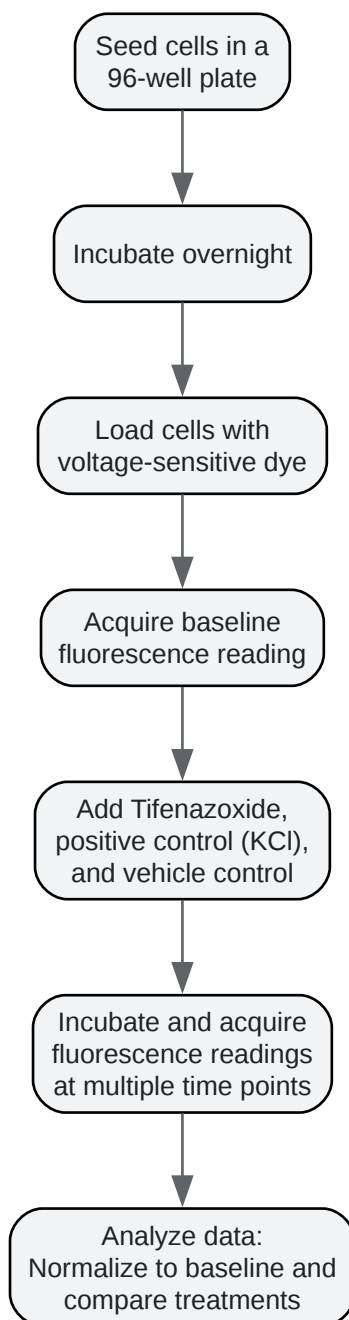 Seed cells in a
96-well plate
Incubate overnight
Load cells with
voltage-sensitive dye
Acquire baseline
fluorescence reading
Add Tifenazoxide,
positive control (KCl),
and vehicle control
Incubate and acquire
fluorescence readings
at multiple time points
Analyze data:
Normalize to baseline and
compare treatments